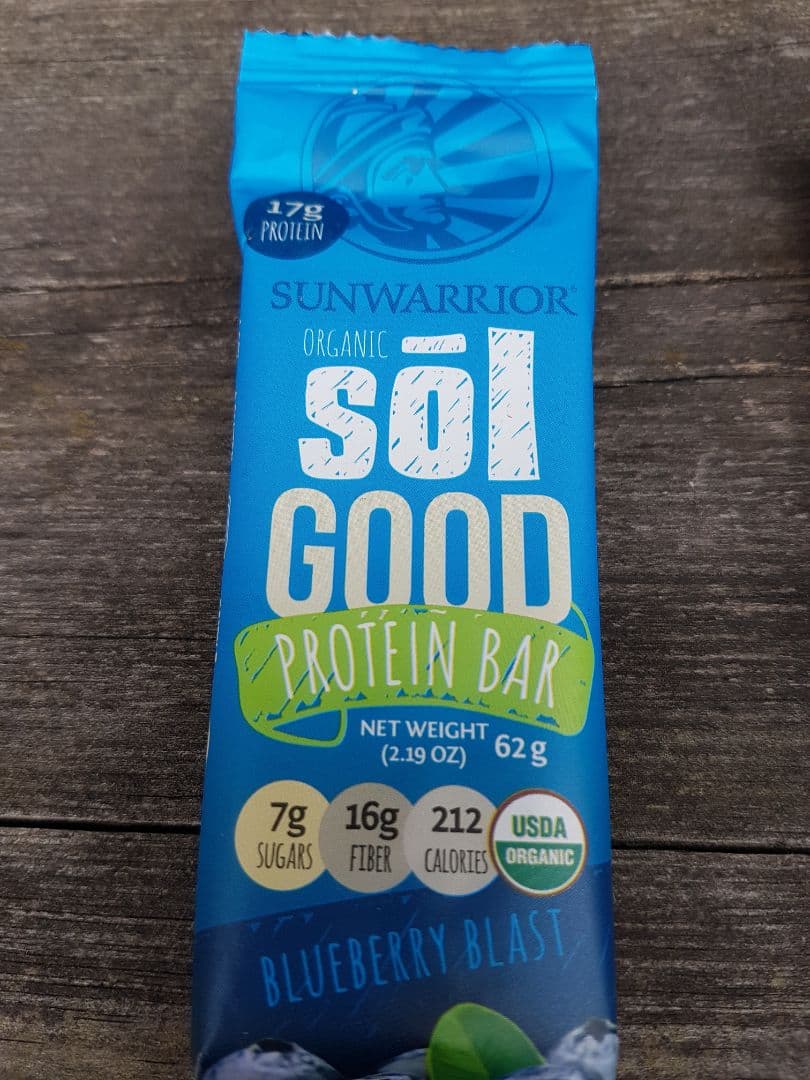 17g
PROTEIN
SUNWARRIOR®
ORGANIC
sōl
GOOD
PROTEIN BAR
NET WEIGHT
(2.19 OZ) 62 g
7g
SUGARS
16g
FIBER
212
CALORIES
USDA
ORGANIC
BLUEBERRY BLAST